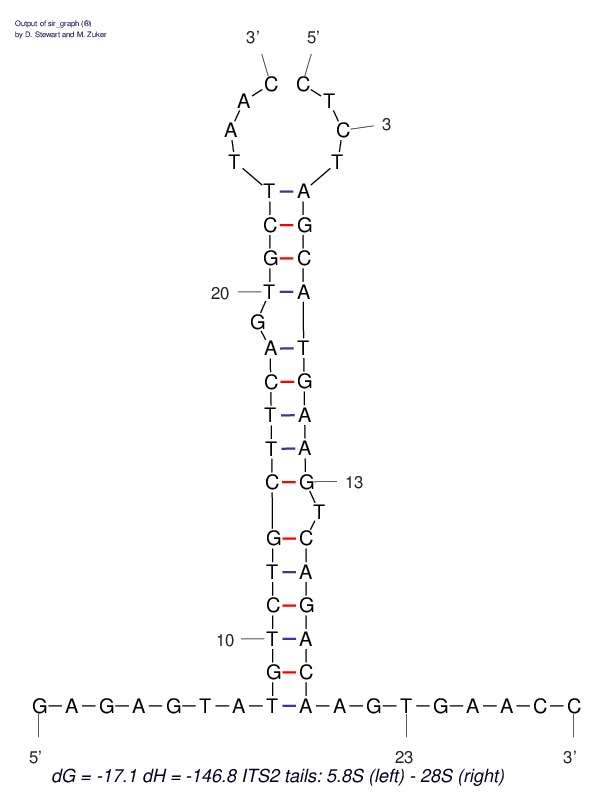 Output of sir_graph (®)
by D. Stewart and M. Zuker
3' 5'
C C
A T
A C 3
T T
T A
C G
G C
20 T A
G
A T
C G
T A
T A
C G 13
T
G C
T A
C G
10 T A
G C
G A G A G T A T A A G T G A A C C
5' 23 3'
dG = -17.1 dH = -146.8 ITS2 tails: 5.8S (left) - 28S (right)